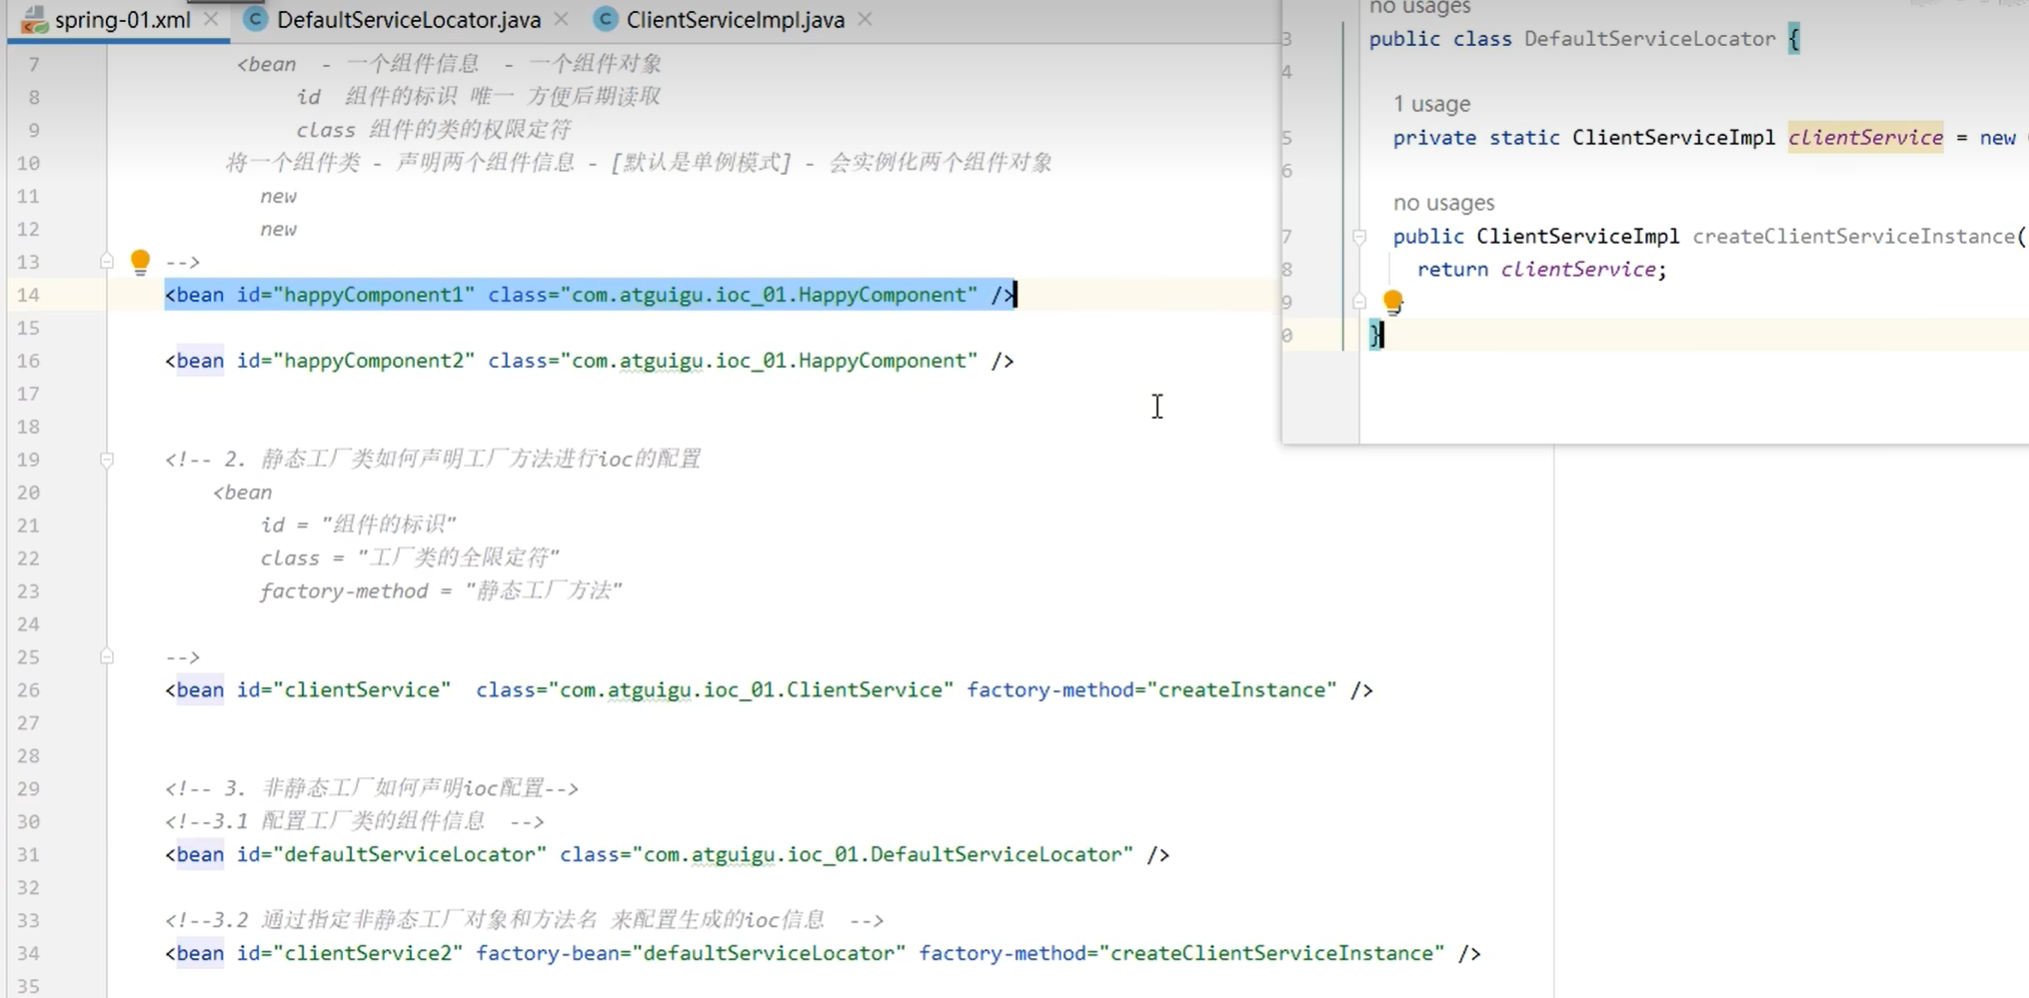 spring-01.xml
DefaultServiceLocator.java
ClientServiceImpl.java
7 <bean - 一个组件信息 - 一个组件对象
8 id 组件的标识 唯一 方便后期读取
9 class 组件的类的权限定符
10 将一个组件类 - 声明两个组件信息 - [默认是单例模式] - 会实例化两个组件对象
11 new
12 new
13 -->
14 <bean id="happyComponent1" class="com.atguigu.ioc_01.HappyComponent" />
15
16 <bean id="happyComponent2" class="com.atguigu.ioc_01.HappyComponent" />
17
18
19 <!-- 2. 静态工厂类如何声明工厂方法进行ioc的配置
20 <bean
21 id = "组件的标识"
22 class = "工厂类的全限定符"
23 factory-method = "静态工厂方法"
24
25 -->
26 <bean id="clientService" class="com.atguigu.ioc_01.ClientService" factory-method="createInstance" />
27
28
29 <!-- 3. 非静态工厂如何声明ioc配置-->
30 <!--3.1 配置工厂类的组件信息 -->
31 <bean id="defaultServiceLocator" class="com.atguigu.ioc_01.DefaultServiceLocator" />
32
33 <!--3.2 通过指定非静态工厂对象和方法名 来配置生成的ioc信息 -->
34 <bean id="clientService2" factory-bean="defaultServiceLocator" factory-method="createClientServiceInstance" />
35
no usages
3 public class DefaultServiceLocator {
4
1 usage
5 private static ClientServiceImpl clientService = new
6
no usages
7 public ClientServiceImpl createClientServiceInstance(
8 return clientService;
9 }
0 }